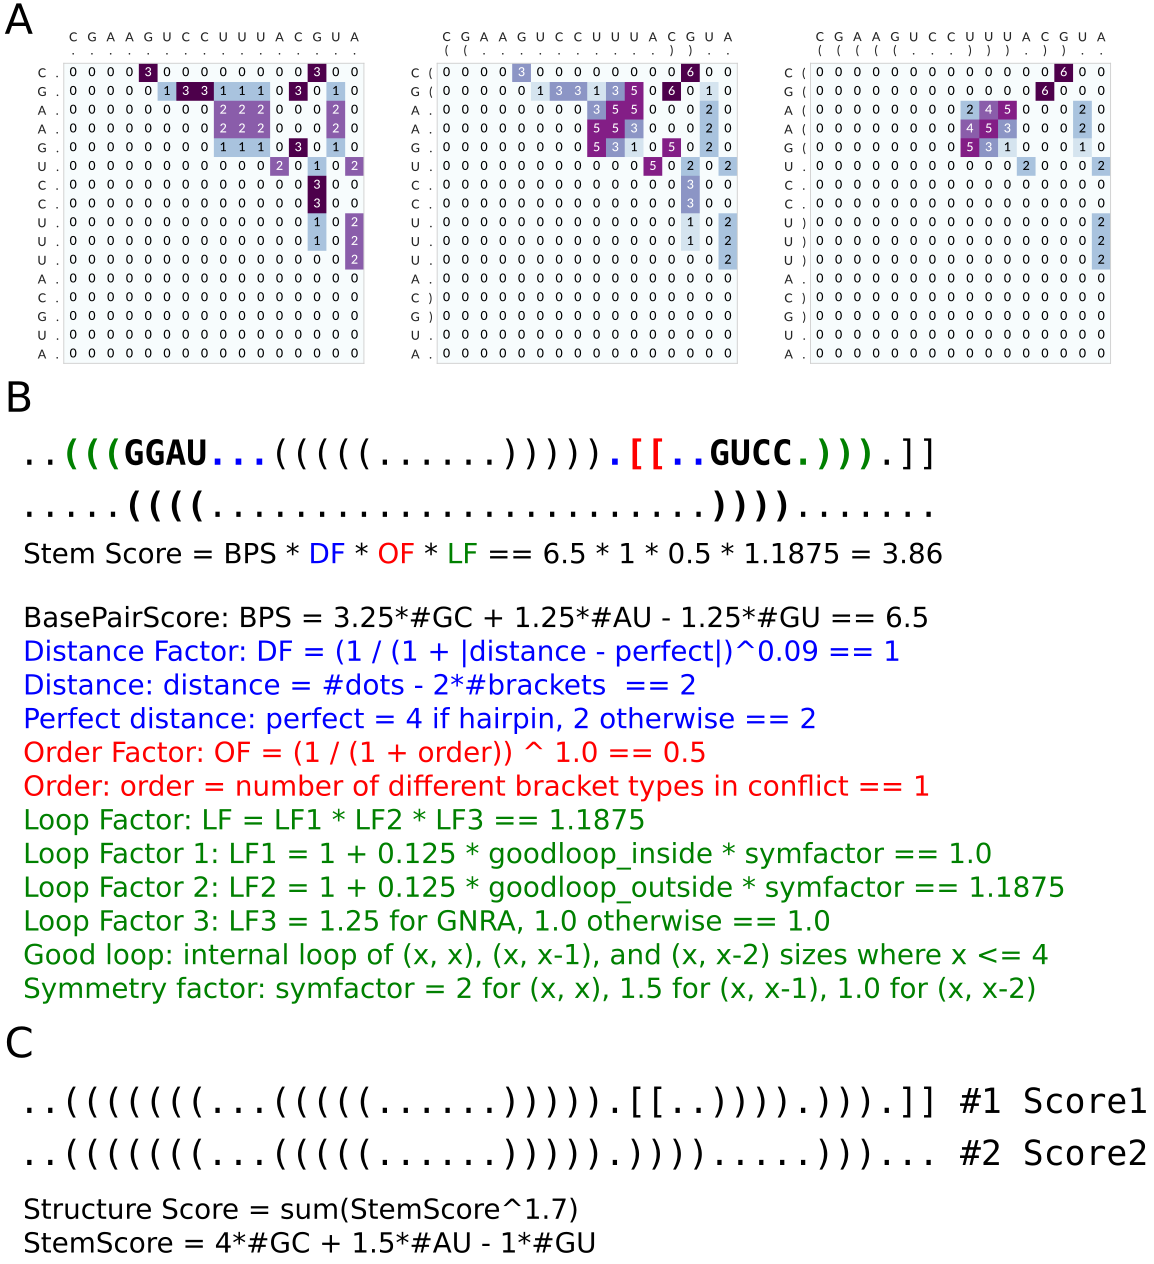 A
C G A A G U C C U U U A C G U A
. . . . . . . . . . . . . . . .
C . 0 0 0 0 3 0 0 0 0 0 0 0 0 3 0 0
G . 0 0 0 0 0 1 3 3 1 1 1 0 3 0 1 0
A . 0 0 0 0 0 0 0 0 2 2 2 0 0 0 2 0
A . 0 0 0 0 0 0 0 0 2 2 2 0 0 0 2 0
G . 0 0 0 0 0 0 0 0 1 1 1 0 3 0 1 0
U . 0 0 0 0 0 0 0 0 0 0 0 2 0 1 0 2
C . 0 0 0 0 0 0 0 0 0 0 0 0 0 3 0 0
C . 0 0 0 0 0 0 0 0 0 0 0 0 0 3 0 0
U . 0 0 0 0 0 0 0 0 0 0 0 0 0 1 0 2
U . 0 0 0 0 0 0 0 0 0 0 0 0 0 1 0 2
U . 0 0 0 0 0 0 0 0 0 0 0 0 0 0 0 2
A . 0 0 0 0 0 0 0 0 0 0 0 0 0 0 0 0
C . 0 0 0 0 0 0 0 0 0 0 0 0 0 0 0 0
G . 0 0 0 0 0 0 0 0 0 0 0 0 0 0 0 0
U . 0 0 0 0 0 0 0 0 0 0 0 0 0 0 0 0
A . 0 0 0 0 0 0 0 0 0 0 0 0 0 0 0 0
C G A A G U C C U U U A C G U A
( ( . . . . . . . . . . ) ) . .
C ( 0 0 0 0 3 0 0 0 0 0 0 0 0 6 0 0
G ( 0 0 0 0 0 1 3 3 1 3 5 0 6 0 1 0
A . 0 0 0 0 0 0 0 0 3 5 5 0 0 0 2 0
A . 0 0 0 0 0 0 0 0 5 5 3 0 0 0 2 0
G . 0 0 0 0 0 0 0 0 5 3 1 0 5 0 2 0
U . 0 0 0 0 0 0 0 0 0 0 0 5 0 2 0 2
C . 0 0 0 0 0 0 0 0 0 0 0 0 0 3 0 0
C . 0 0 0 0 0 0 0 0 0 0 0 0 0 3 0 0
U . 0 0 0 0 0 0 0 0 0 0 0 0 0 1 0 2
U . 0 0 0 0 0 0 0 0 0 0 0 0 0 1 0 2
U . 0 0 0 0 0 0 0 0 0 0 0 0 0 0 0 2
A . 0 0 0 0 0 0 0 0 0 0 0 0 0 0 0 0
C ) 0 0 0 0 0 0 0 0 0 0 0 0 0 0 0 0
G ) 0 0 0 0 0 0 0 0 0 0 0 0 0 0 0 0
U . 0 0 0 0 0 0 0 0 0 0 0 0 0 0 0 0
A . 0 0 0 0 0 0 0 0 0 0 0 0 0 0 0 0
C G A A G U C C U U U A C G U A
( ( ( ( ( . . . ) ) ) . ) ) . .
C ( 0 0 0 0 0 0 0 0 0 0 0 0 0 6 0 0
G ( 0 0 0 0 0 0 0 0 0 0 0 0 6 0 0 0
A ( 0 0 0 0 0 0 0 0 2 4 5 0 0 0 2 0
A ( 0 0 0 0 0 0 0 0 4 5 3 0 0 0 2 0
G ( 0 0 0 0 0 0 0 0 5 3 1 0 0 0 1 0
U . 0 0 0 0 0 0 0 0 0 0 0 2 0 0 0 2
C . 0 0 0 0 0 0 0 0 0 0 0 0 0 0 0 0
C . 0 0 0 0 0 0 0 0 0 0 0 0 0 0 0 0
U ) 0 0 0 0 0 0 0 0 0 0 0 0 0 0 0 2
U ) 0 0 0 0 0 0 0 0 0 0 0 0 0 0 0 2
U ) 0 0 0 0 0 0 0 0 0 0 0 0 0 0 0 2
A . 0 0 0 0 0 0 0 0 0 0 0 0 0 0 0 0
C ) 0 0 0 0 0 0 0 0 0 0 0 0 0 0 0 0
G ) 0 0 0 0 0 0 0 0 0 0 0 0 0 0 0 0
U . 0 0 0 0 0 0 0 0 0 0 0 0 0 0 0 0
A . 0 0 0 0 0 0 0 0 0 0 0 0 0 0 0 0
B
..(((GGAU...(((((......))))).[[..GUCC.))).]]
.....((((........................)))).......
Stem Score = BPS * DF * OF * LF == 6.5 * 1 * 0.5 * 1.1875 = 3.86
BasePairScore: BPS = 3.25*#GC + 1.25*#AU - 1.25*#GU == 6.5
Distance Factor: DF = (1 / (1 + |distance - perfect|)^0.09 == 1
Distance: distance = #dots - 2*#brackets == 2
Perfect distance: perfect = 4 if hairpin, 2 otherwise == 2
Order Factor: OF = (1 / (1 + order)) ^ 1.0 == 0.5
Order: order = number of different bracket types in conflict == 1
Loop Factor: LF = LF1 * LF2 * LF3 == 1.1875
Loop Factor 1: LF1 = 1 + 0.125 * goodloop_inside * symfactor == 1.0
Loop Factor 2: LF2 = 1 + 0.125 * goodloop_outside * symfactor == 1.1875
Loop Factor 3: LF3 = 1.25 for GNRA, 1.0 otherwise == 1.0
Good loop: internal loop of (x, x), (x, x-1), and (x, x-2) sizes where x <= 4
Symmetry factor: symfactor = 2 for (x, x), 1.5 for (x, x-1), 1.0 for (x, x-2)
C
..(((((((...(((((......))))).[[..)))).))).]] #1 Score1
..(((((((...(((((......))))).)))).....)))... #2 Score2
Structure Score = sum(StemScore^1.7)
StemScore = 4*#GC + 1.5*#AU - 1*#GU